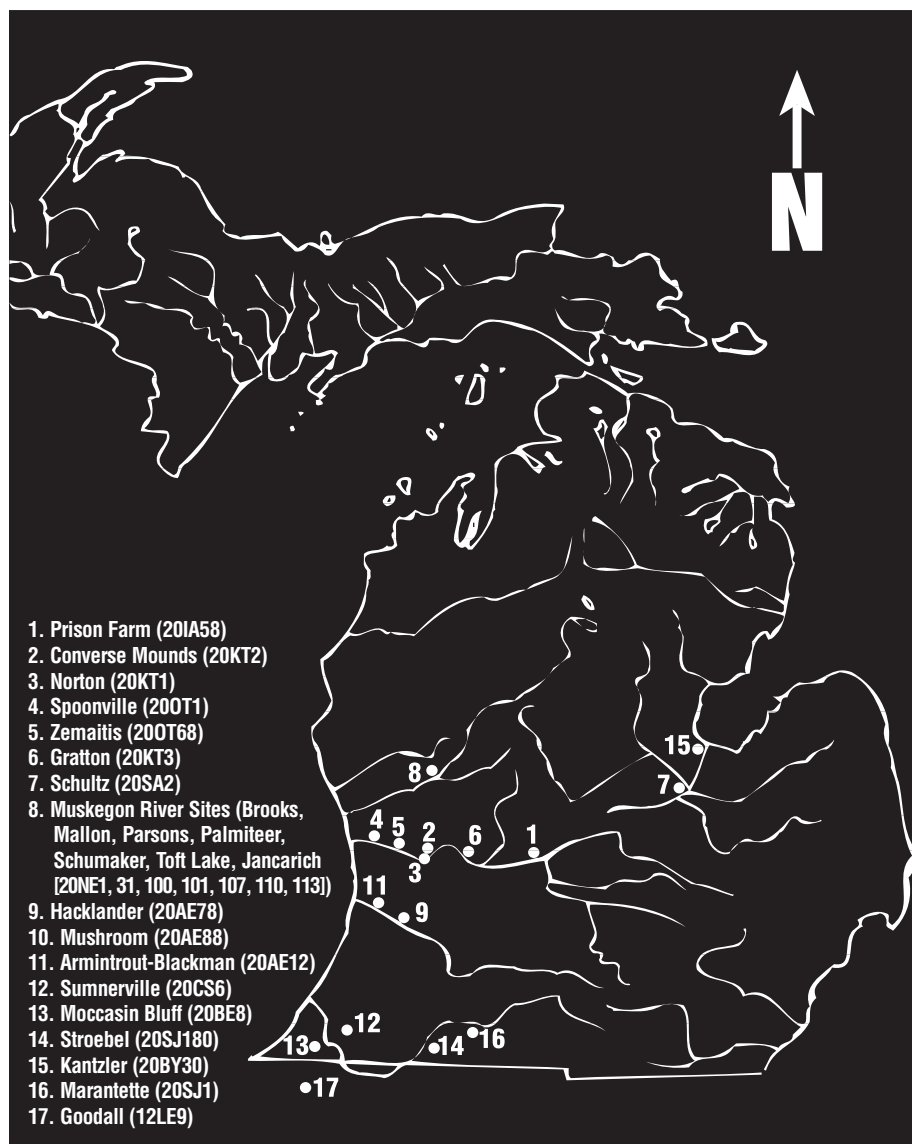 N
1. Prison Farm (20IA58)
2. Converse Mounds (20KT2)
3. Norton (20KT1)
4. Spoonville (20OT1)
5. Zemaitis (20OT68)
6. Gratton (20KT3)
7. Schultz (20SA2)
8. Muskegon River Sites (Brooks,
Mallon, Parsons, Palmiteer,
Schumaker, Toft Lake, Jancarich
[20NE1, 31, 100, 101, 107, 110, 113])
9. Hacklander (20AE78)
10. Mushroom (20AE88)
11. Armintrout-Blackman (20AE12)
12. Sumnerville (20CS6)
13. Moccasin Bluff (20BE8)
14. Stroebel (20SJ180)
15. Kantzler (20BY30)
16. Marantette (20SJ1)
17. Goodall (12LE9)
15
8
7
4
5
2
6
1
3
11
9
12
16
13
14
17